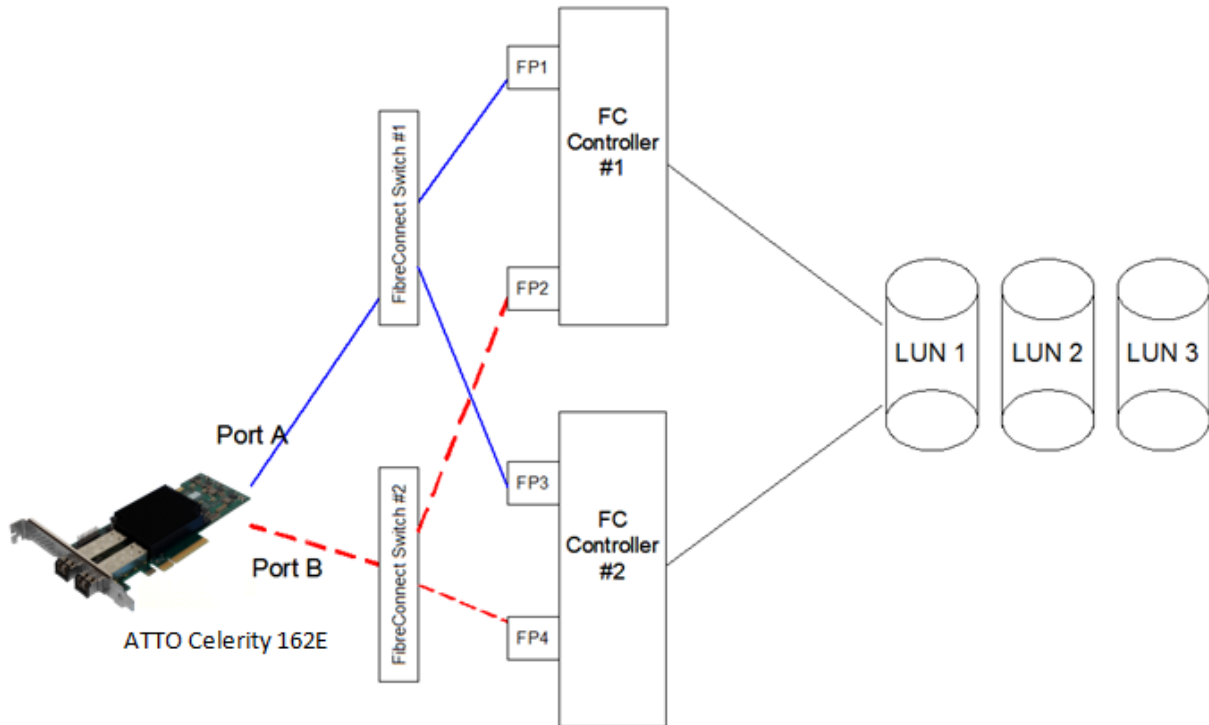 FP1
FC
Controller
#1
FibreConnect Switch #1
FP2
LUN 1
LUN 2
LUN 3
Port A
FP3
FibreConnect Switch #2
FC
Controller
#2
Port B
FP4
ATTO Celerity 162E